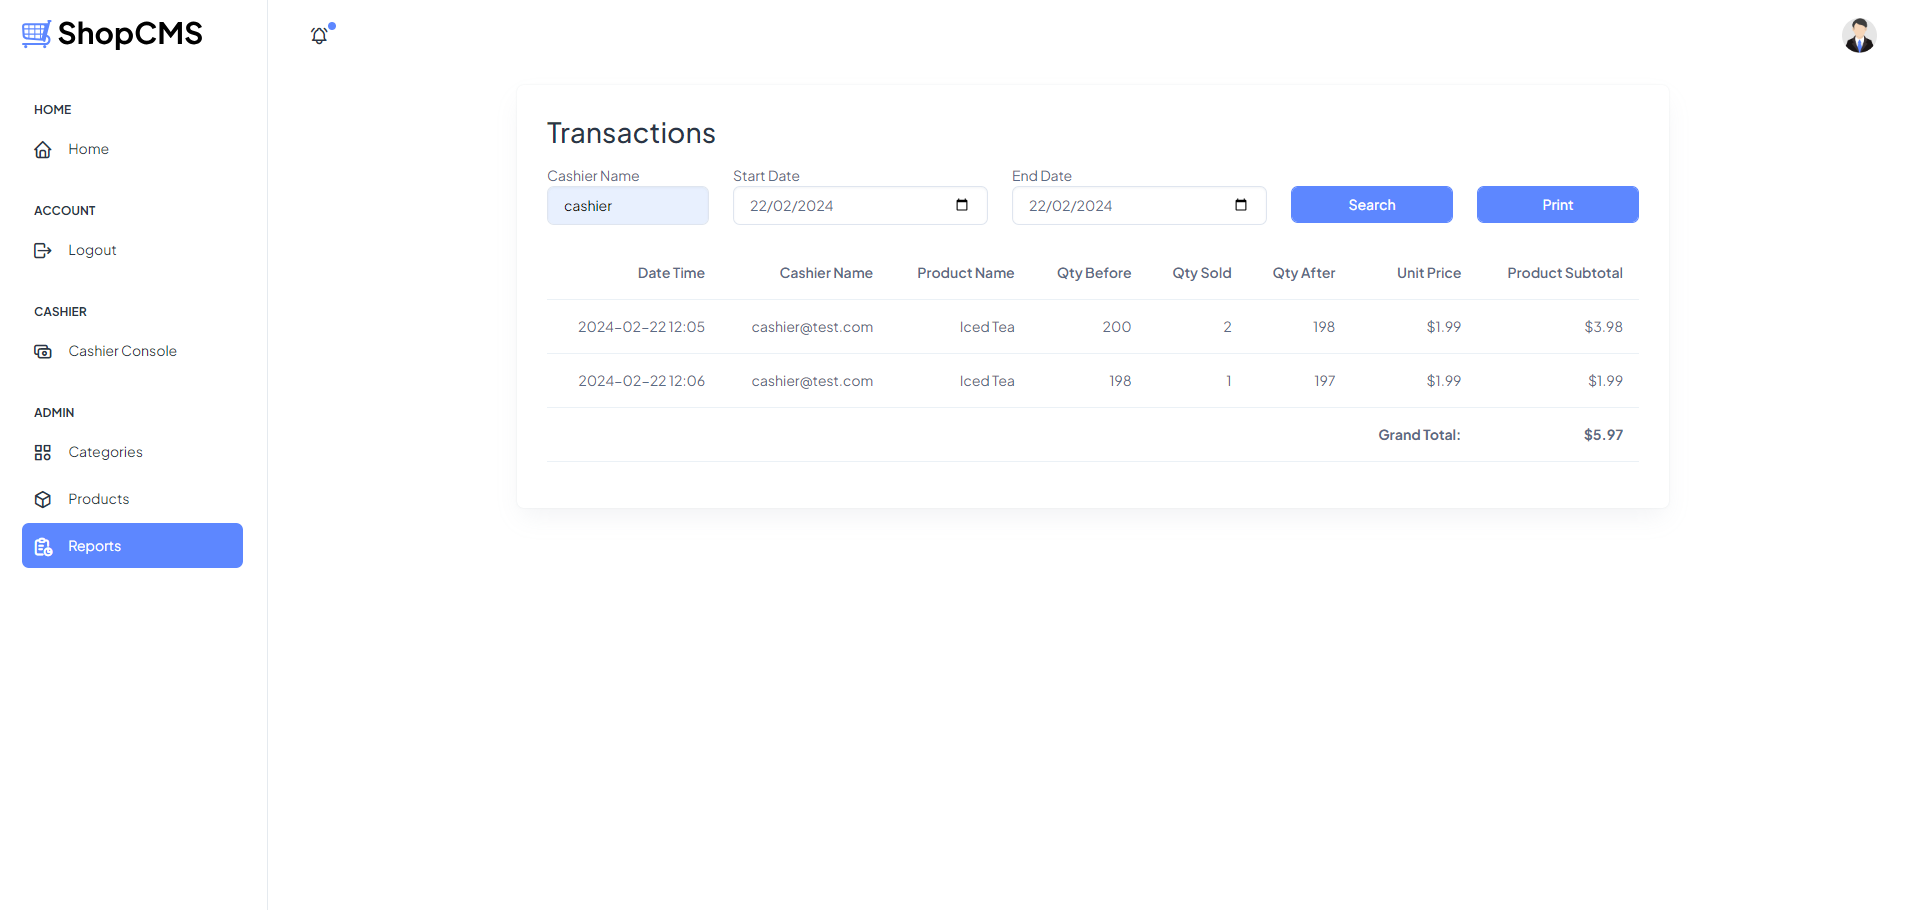 ShopCMS
HOME
Home
ACCOUNT
Logout
CASHIER
Cashier Console
ADMIN
Categories
Products
Reports
Transactions
Cashier Name Start Date End Date
cashier 22/02/2024 22/02/2024 Search Print
Date Time Cashier Name Product Name Qty Before Qty Sold Qty After Unit Price Product Subtotal
2024-02-22 12:05 cashier@test.com Iced Tea 200 2 198 $1.99 $3.98
2024-02-22 12:06 cashier@test.com Iced Tea 198 1 197 $1.99 $1.99
Grand Total: $5.97